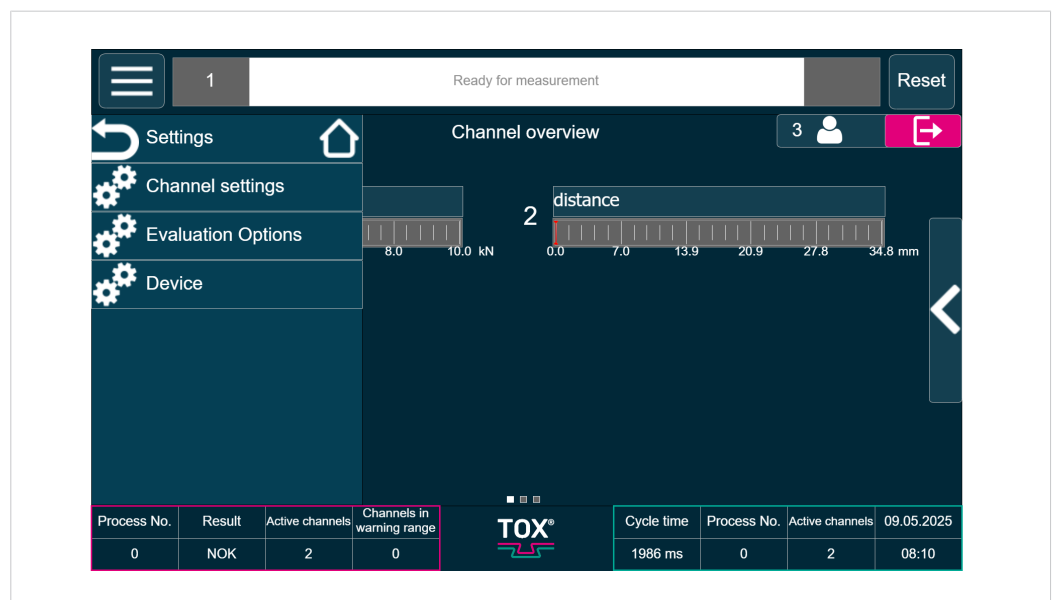 1
Ready for measurement
Reset
Settings
Channel overview
3
Channel settings
Evaluation Options
Device
distance
2
8.0 10.0 kN
0.0 7.0 13.9 20.9 27.8 34.8 mm
Process No. Result Active channels Channels in warning range
0 NOK 2 0
TOX®
Cycle time Process No. Active channels 09.05.2025
1986 ms 0 2 08:10